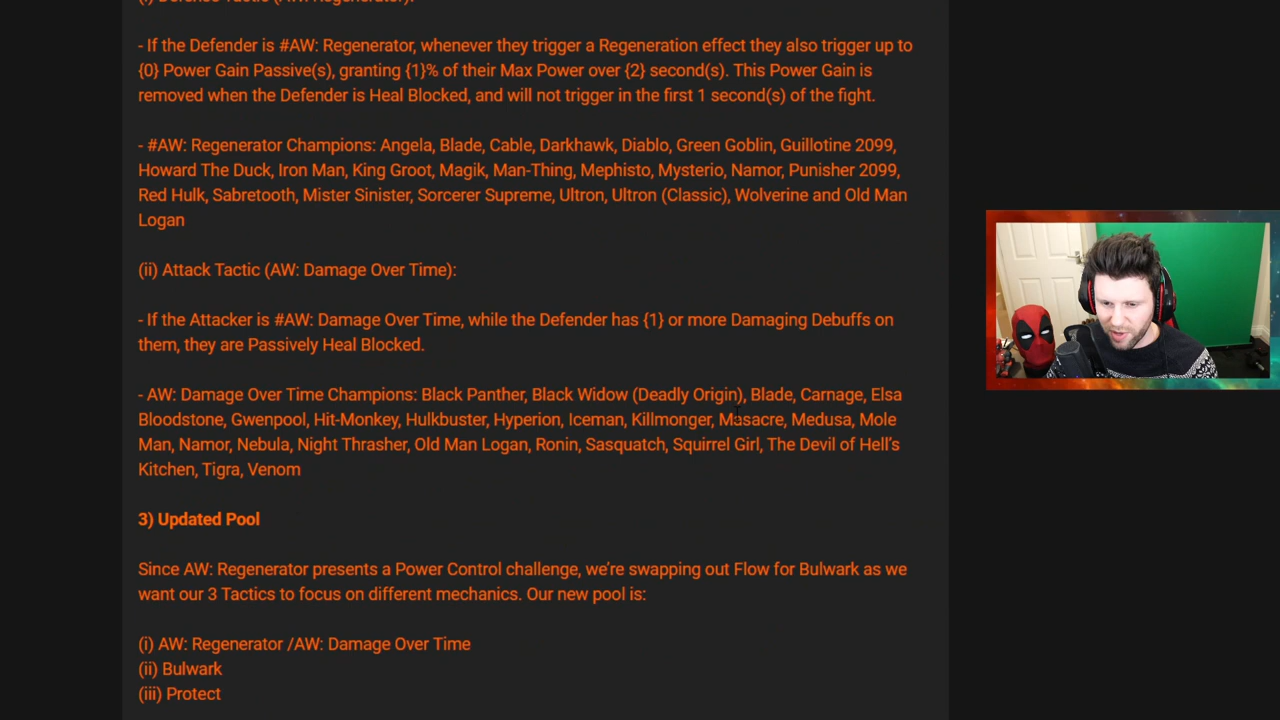 (i) Defense Tactic (AW: Regenerator):
- If the Defender is #AW: Regenerator, whenever they trigger a Regeneration effect they also trigger up to
{0} Power Gain Passive(s), granting {1}% of their Max Power over {2} second(s). This Power Gain is
removed when the Defender is Heal Blocked, and will not trigger in the first 1 second(s) of the fight.
- #AW: Regenerator Champions: Angela, Blade, Cable, Darkhawk, Diablo, Green Goblin, Guillotine 2099,
Howard The Duck, Iron Man, King Groot, Magik, Man-Thing, Mephisto, Mysterio, Namor, Punisher 2099,
Red Hulk, Sabretooth, Mister Sinister, Sorcerer Supreme, Ultron, Ultron (Classic), Wolverine and Old Man
Logan
(ii) Attack Tactic (AW: Damage Over Time):
- If the Attacker is #AW: Damage Over Time, while the Defender has {1} or more Damaging Debuffs on
them, they are Passively Heal Blocked.
- AW: Damage Over Time Champions: Black Panther, Black Widow (Deadly Origin), Blade, Carnage, Elsa
Bloodstone, Gwenpool, Hit-Monkey, Hulkbuster, Hyperion, Iceman, Killmonger, Masacre, Medusa, Mole
Man, Namor, Nebula, Night Thrasher, Old Man Logan, Ronin, Sasquatch, Squirrel Girl, The Devil of Hell's
Kitchen, Tigra, Venom
3) Updated Pool
Since AW: Regenerator presents a Power Control challenge, we're swapping out Flow for Bulwark as we
want our 3 Tactics to focus on different mechanics. Our new pool is:
(i) AW: Regenerator /AW: Damage Over Time
(ii) Bulwark
(iii) Protect